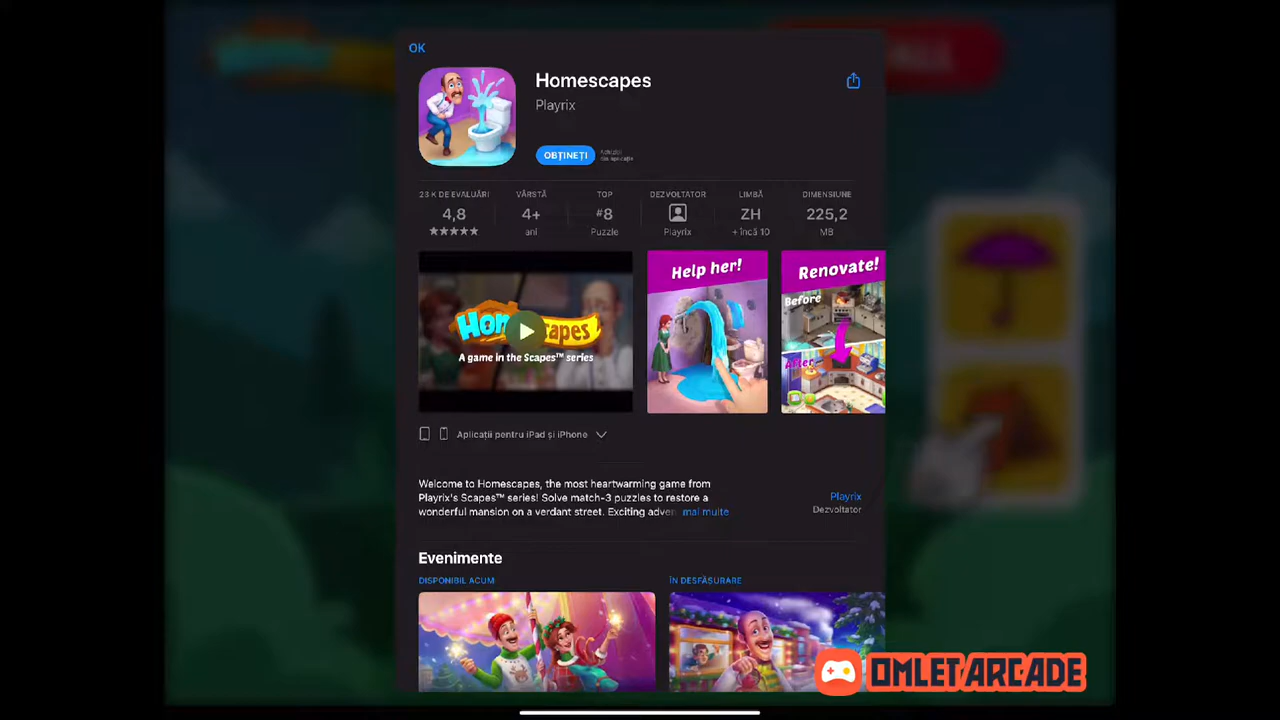 OK
Homescapes
Playrix
OBȚINEȚI
23 K DE EVALUĂRI
4,8
VÂRSTĂ
4+
ani
TOP
#8
Puzzle
DEZVOLTATOR
Playrix
LIMBĂ
ZH
+ încă 10
DIMENSIUNE
225,2
MB
A game in the Scapes™ series
Help her!
Renovate!
Before
After
Aplicații pentru iPad și iPhone
Welcome to Homescapes, the most heartwarming game from
Playrix's Scapes™ series! Solve match-3 puzzles to restore a
wonderful mansion on a verdant street. Exciting adven mai multe
Playrix
Dezvoltator
Evenimente
DISPONIBIL ACUM
ÎN DESFĂȘURARE
OMLET ARCADE